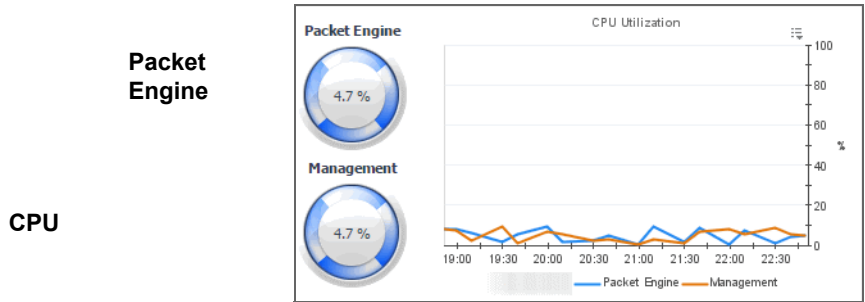 Packet
Engine
CPU
Packet Engine
4.7 %
Management
4.7 %
CPU Utilization
100
80
60
%
40
20
0
19:00 19:30 20:00 20:30 21:00 21:30 22:00 22:30
Packet Engine Management